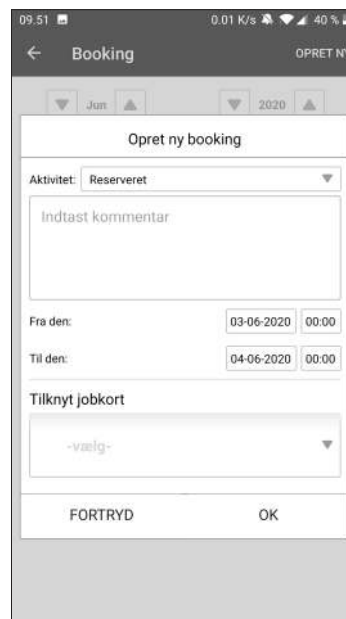 09.51 0.01 K/s 40 %
Booking OPRET NY
Jun 2020
Opret ny booking
Aktivitet: Reserveret
Indtast kommentar
Fra den: 03-06-2020 00:00
Til den: 04-06-2020 00:00
Tilknyt jobkort
-vælg-
FORTRYD OK